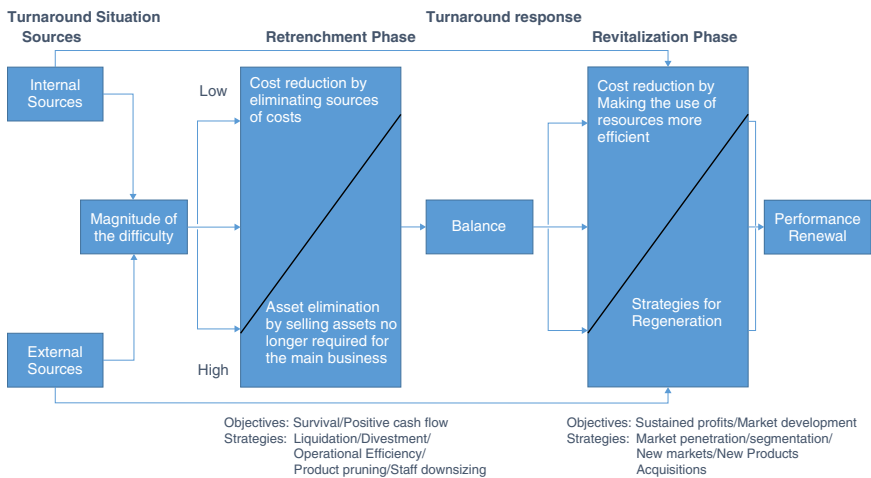 Turnaround Situation
Sources
Turnaround response
Retrenchment Phase
Revitalization Phase
Internal
Sources
Low
Cost reduction by
eliminating sources
of costs
Cost reduction by
Making the use of
resources more
efficient
Magnitude of
the difficulty
Balance
Performance
Renewal
Asset elimination
by selling assets no
longer required for
the main business
Strategies for
Regeneration
External
Sources
High
Objectives: Survival/Positive cash flow
Strategies: Liquidation/Divestment/
Operational Efficiency/
Product pruning/Staff downsizing
Objectives: Sustained profits/Market development
Strategies: Market penetration/segmentation/
New markets/New Products
Acquisitions